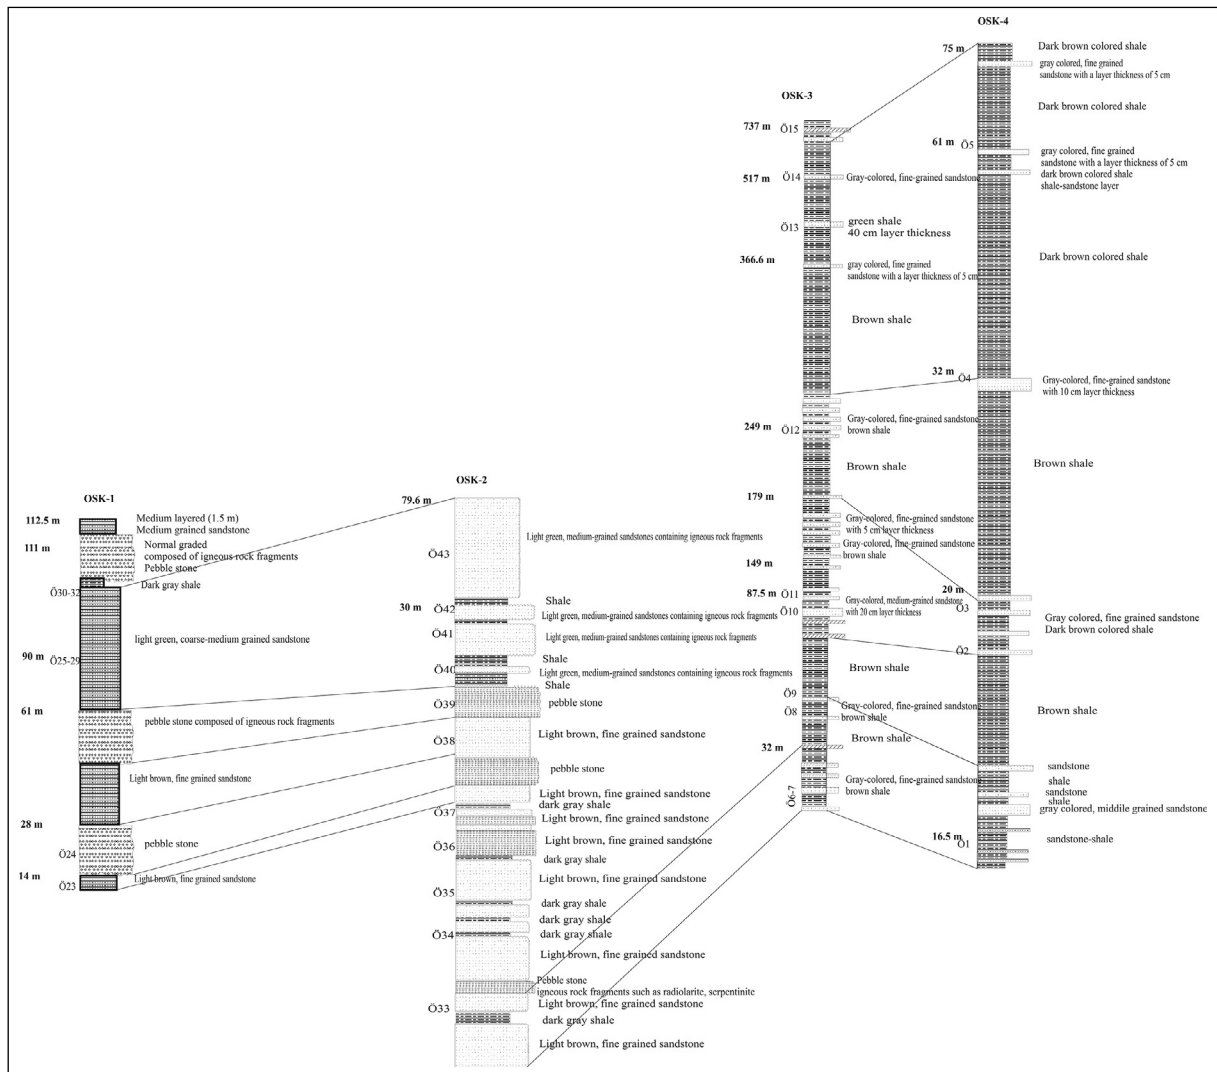 OSK-1
112.5 m
Medium layered (1.5 m)
Medium grained sandstone
111 m
Normal graded
composed of igneous rock fragments
Pebble stone
Dark gray shale
Ö30-32
light green, coarse-medium grained sandstone
90 m
Ö25-29
61 m
pebble stone composed of igneous rock fragments
Light brown, fine grained sandstone
28 m
pebble stone
Ö24
14 m
Light brown, fine grained sandstone
Ö23
OSK-2
79.6 m
Light green, medium-grained sandstones containing igneous rock fragments
Ö43
Shale
30 m
Ö42
Light green, medium-grained sandstones containing igneous rock fragments
Ö41
Light green, medium-grained sandstones containing igneous rock fragments
Shale
Ö40
Light green, medium-grained sandstones containing igneous rock fragments
Shale
Ö39
pebble stone
Light brown, fine grained sandstone
Ö38
pebble stone
Light brown, fine grained sandstone
dark gray shale
Ö37
Light brown, fine grained sandstone
Light brown, fine grained sandstone
Ö36
dark gray shale
Light brown, fine grained sandstone
Ö35
dark gray shale
dark gray shale
dark gray shale
Ö34
Light brown, fine grained sandstone
Pebble stone
igneous rock fragments such as radiolarite, serpentinite
Light brown, fine grained sandstone
Ö33
dark gray shale
Light brown, fine grained sandstone
OSK-3
737 m
Ö15
517 m
Ö14
Gray-colored, fine-grained sandstone
green shale
40 cm layer thickness
Ö13
366.6 m
gray colored, fine grained
sandstone with a layer thickness of 5 cm
Brown shale
249 m
Ö12
Gray-colored, fine-grained sandstone
brown shale
Brown shale
179 m
Gray-colored, fine-grained sandstone
with 5cm layer thickness
Gray-colored, fine-grained sandstone
brown shale
149 m
87.5 m
Ö11
Gray-colored, medium-grained sandstone
with 20 cm layer thickness
Ö10
Brown shale
Ö9
Gray-colored, fine-grained sandstone
brown shale
Ö8
Brown shale
32 m
Gray-colored, fine-grained sandstone
brown shale
Ö6-7
OSK-4
75 m
Dark brown colored shale
gray colored, fine grained
sandstone with a layer thickness of 5 cm
Dark brown colored shale
61 m
Ö5
gray colored, fine grained
sandstone with a layer thickness of 5 cm
dark brown colored shale
shale-sandstone layer
Dark brown colored shale
32 m
Ö4
Gray-colored, fine-grained sandstone
with 10 cm layer thickness
Brown shale
20 m
Ö3
Gray colored, fine grained sandstone
Dark brown colored shale
Ö2
Brown shale
sandstone
shale
sandstone
shale
gray colored, middile grained sandstone
16.5 m
Ö1
sandstone-shale